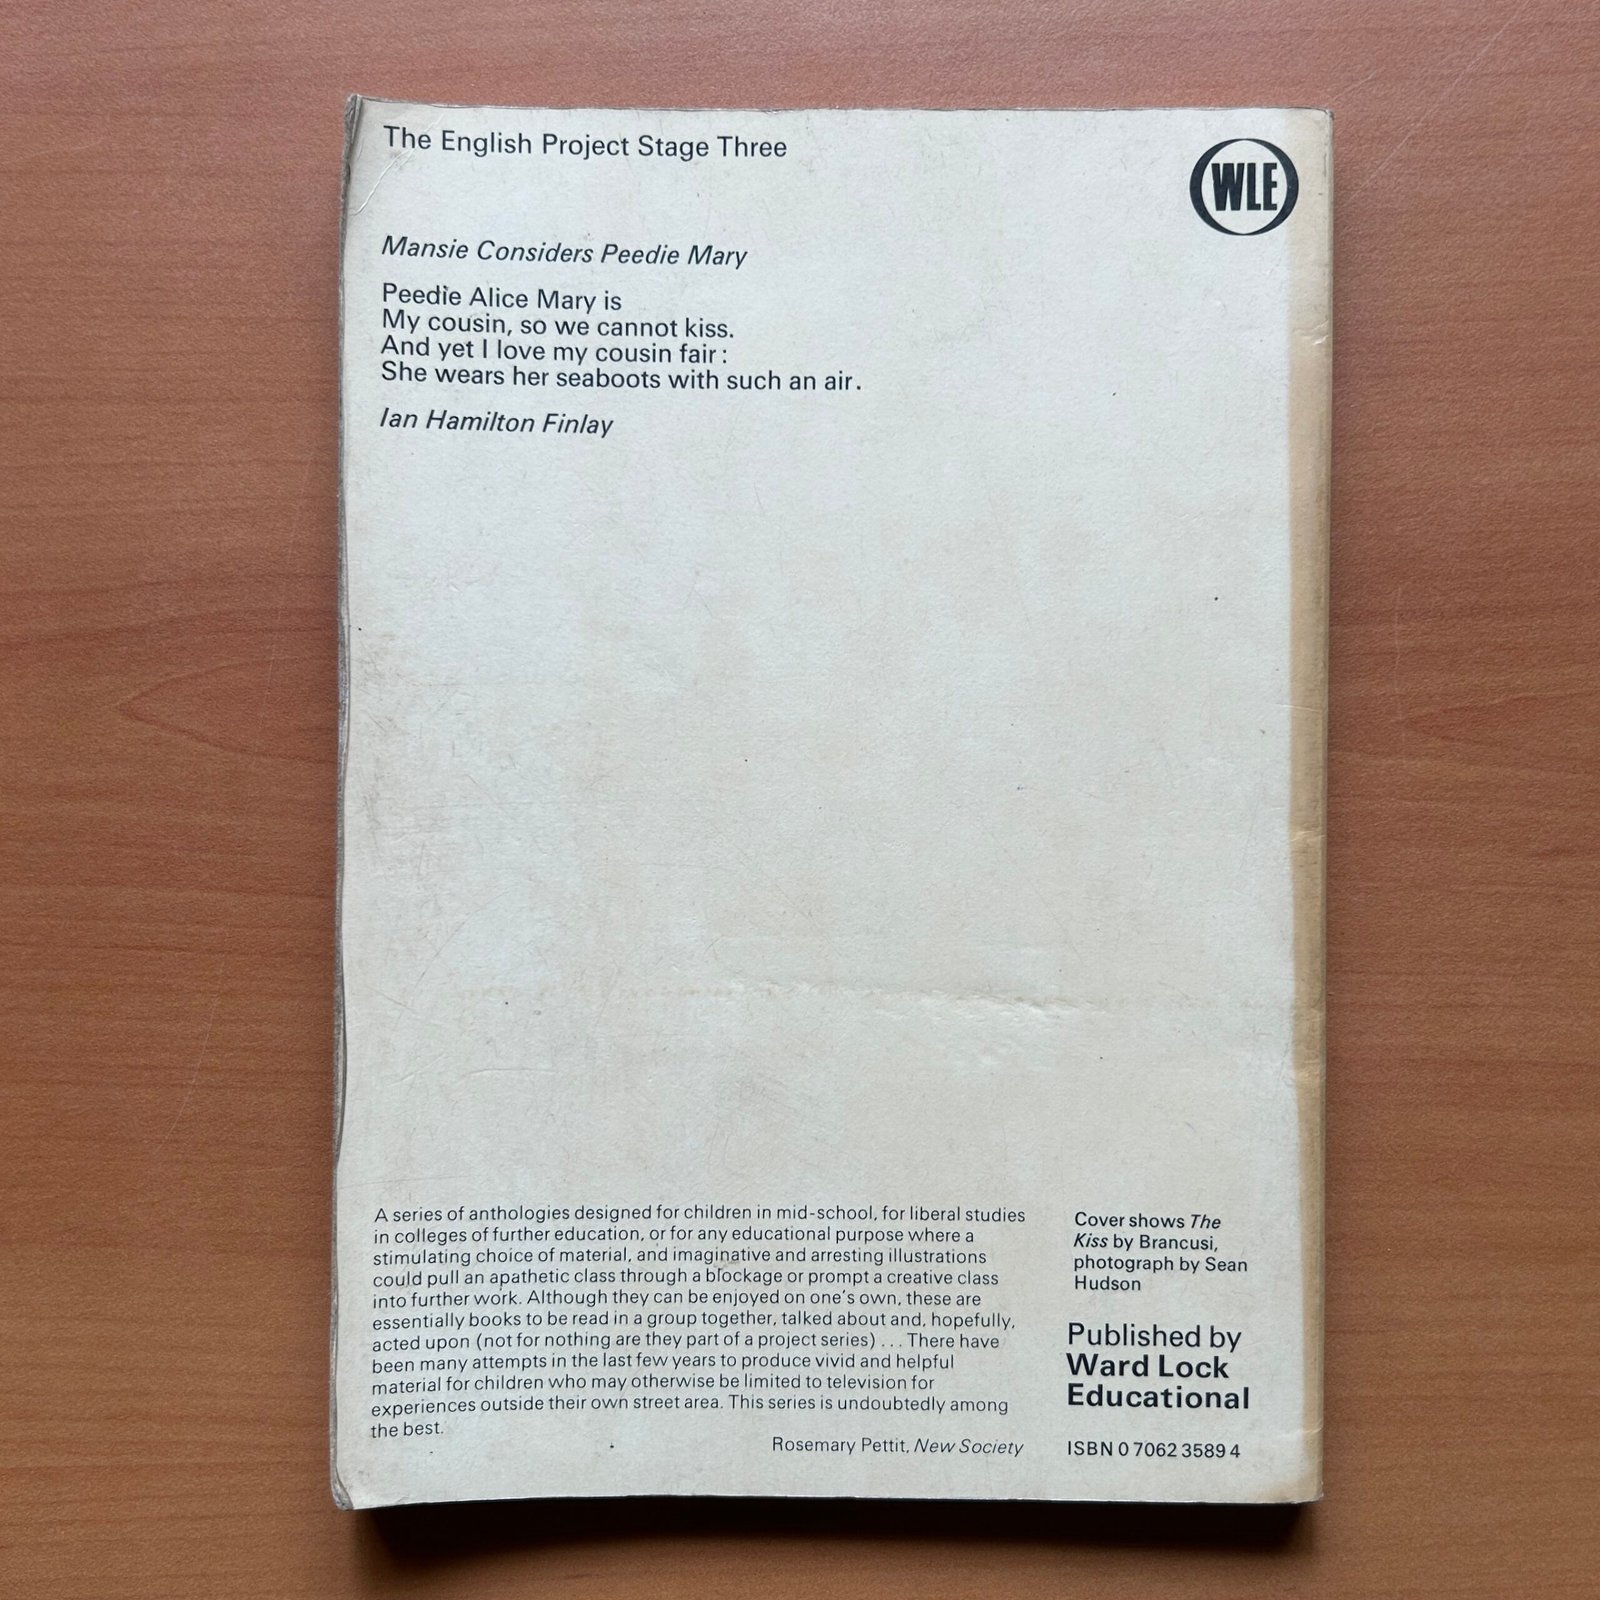 The English Project Stage Three
WLE
Mansie Considers Peedie Mary
Peedie Alice Mary is
My cousin, so we cannot kiss.
And yet I love my cousin fair:
She wears her seaboots with such an air.
Ian Hamilton Finlay
A series of anthologies designed for children in mid-school, for liberal studies
in colleges of further education, or for any educational purpose where a
stimulating choice of material, and imaginative and arresting illustrations
could pull an apathetic class through a blockage or prompt a creative class
into further work. Although they can be enjoyed on one's own, these are
essentially books to be read in a group together, talked about and, hopefully,
acted upon (not for nothing are they part of a project series) ... There have
been many attempts in the last few years to produce vivid and helpful
material for children who may otherwise be limited to television for
experiences outside their own street area. This series is undoubtedly among
the best.
Rosemary Pettit, New Society
Cover shows The
Kiss by Brancusi,
photograph by Sean
Hudson
Published by
Ward Lock
Educational
ISBN 0 7062 3589 4